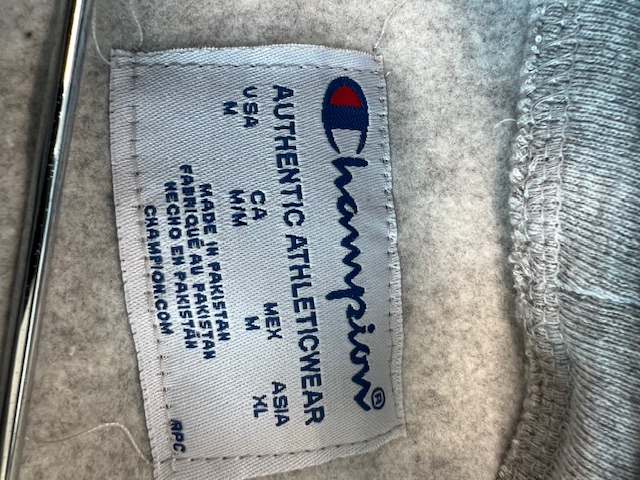 Champion®
AUTHENTIC ATHLETICWEAR
USA CA MEX ASIA
M M/M M XL
MADE IN PAKISTAN
FABRIQUÉ AU PAKISTAN
HECHO EN PAKISTÁN
CHAMPION.COM
RPC